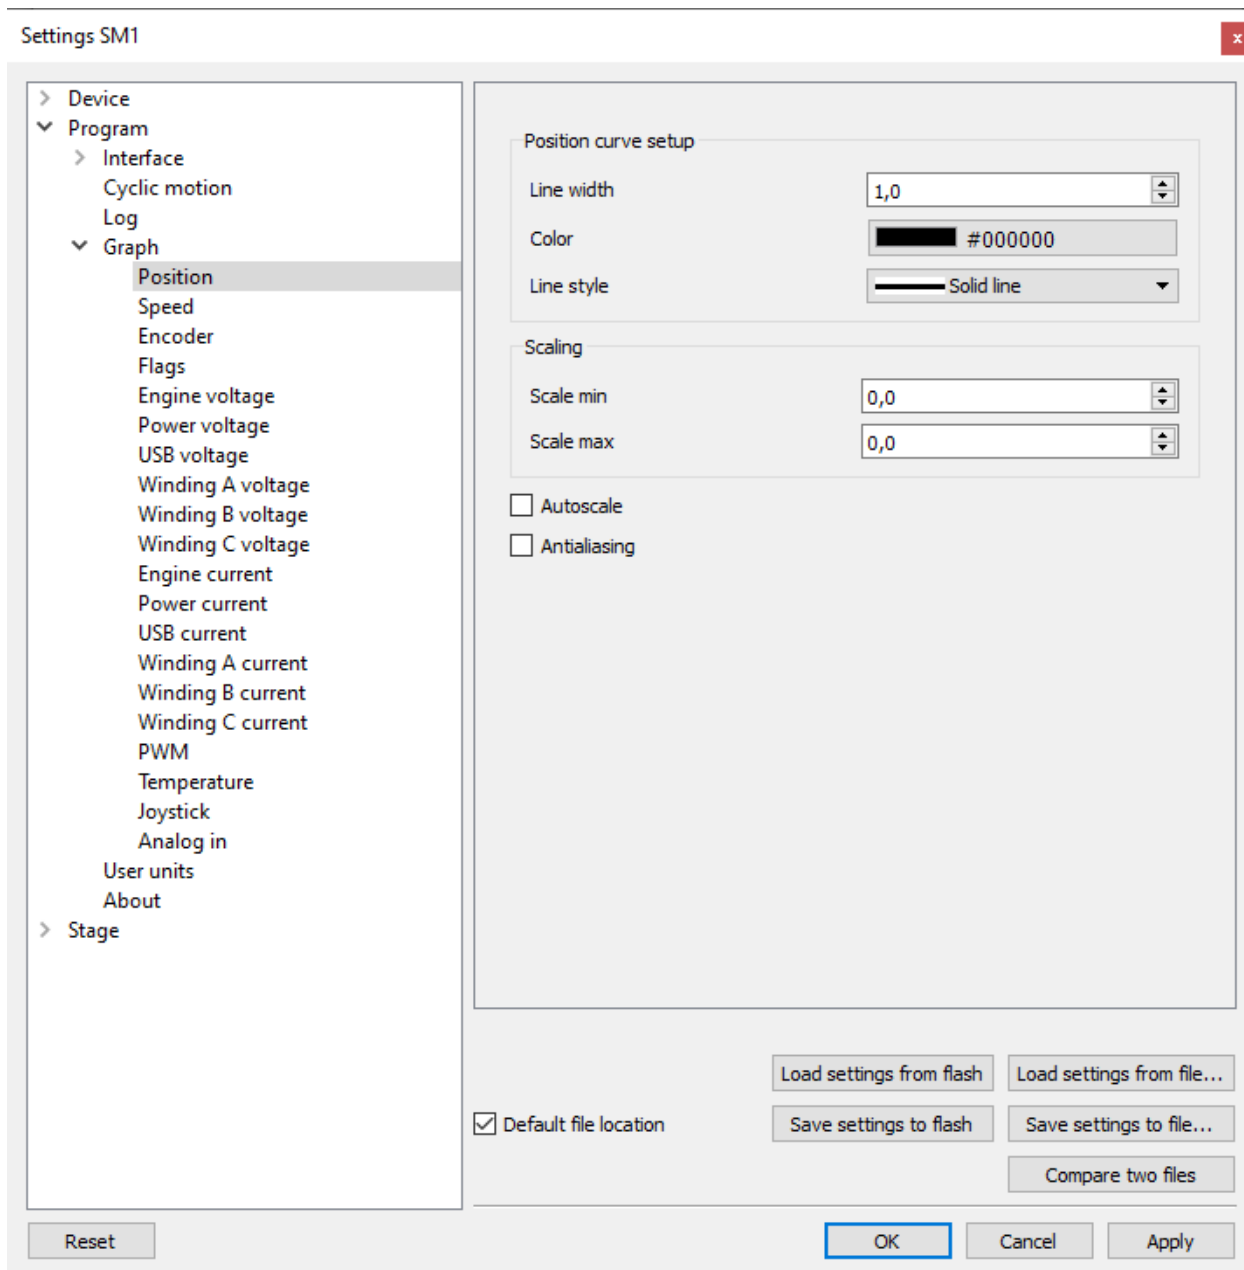 Settings SM1
x
Device
Program
Interface
Cyclic motion
Log
Graph
Position
Speed
Encoder
Flags
Engine voltage
Power voltage
USB voltage
Winding A voltage
Winding B voltage
Winding C voltage
Engine current
Power current
USB current
Winding A current
Winding B current
Winding C current
PWM
Temperature
Joystick
Analog in
User units
About
Stage
Position curve setup
Line width 1,0
Color #000000
Line style Solid line
Scaling
Scale min 0,0
Scale max 0,0
Autoscale
Antialiasing
Load settings from flash Load settings from file...
Default file location Save settings to flash Save settings to file...
Compare two files
Reset OK Cancel Apply